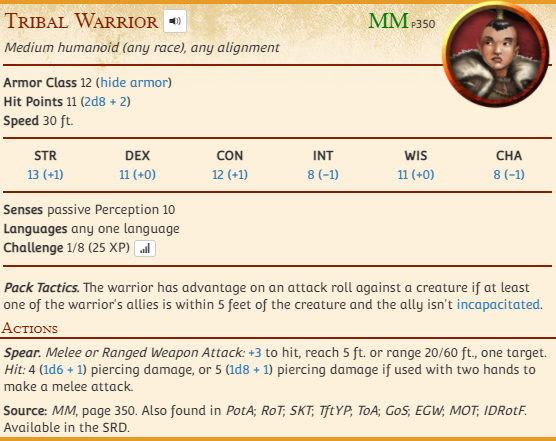 Tribal Warrior MM P350
Medium humanoid (any race), any alignment
Armor Class 12 (hide armor)
Hit Points 11 (2d8 + 2)
Speed 30 ft.
STR DEX CON INT WIS CHA
13 (+1) 11 (+0) 12 (+1) 8 (−1) 11 (+0) 8 (−1)
Senses passive Perception 10
Languages any one language
Challenge 1/8 (25 XP)
Pack Tactics. The warrior has advantage on an attack roll against a creature if at least
one of the warrior's allies is within 5 feet of the creature and the ally isn't incapacitated.
Actions
Spear. Melee or Ranged Weapon Attack: +3 to hit, reach 5 ft. or range 20/60 ft., one target.
Hit: 4 (1d6 + 1) piercing damage, or 5 (1d8 + 1) piercing damage if used with two hands to
make a melee attack.
Source: MM, page 350. Also found in PotA; RoT; SKT; TftYP; ToA; GoS; EGW; MOT; IDRotF.
Available in the SRD.